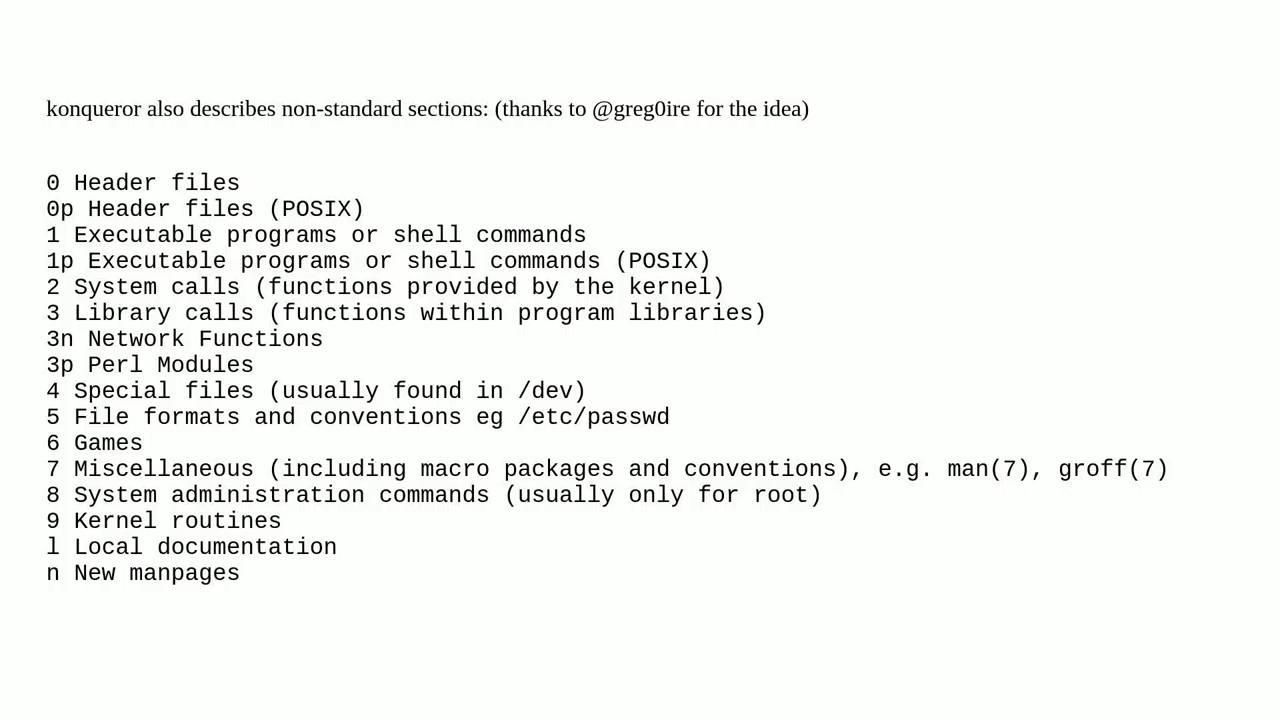 konqueror also describes non-standard sections: (thanks to @greg0ire for the idea)
0 Header files
0p Header files (POSIX)
1 Executable programs or shell commands
1p Executable programs or shell commands (POSIX)
2 System calls (functions provided by the kernel)
3 Library calls (functions within program libraries)
3n Network Functions
3p Perl Modules
4 Special files (usually found in /dev)
5 File formats and conventions eg /etc/passwd
6 Games
7 Miscellaneous (including macro packages and conventions), e.g. man(7), groff(7)
8 System administration commands (usually only for root)
9 Kernel routines
l Local documentation
n New manpages